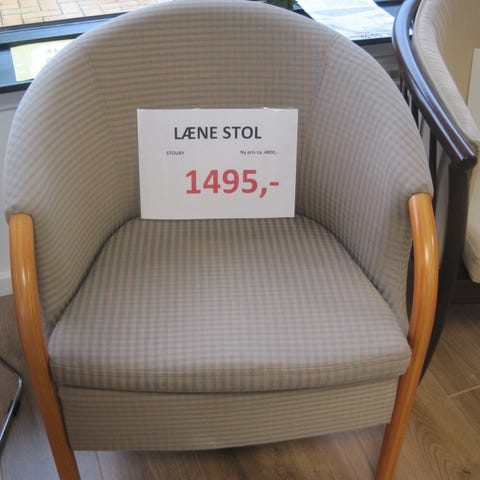 LÆNE STOL
STOUBY Ny pris ca. 4800,-
1495,-